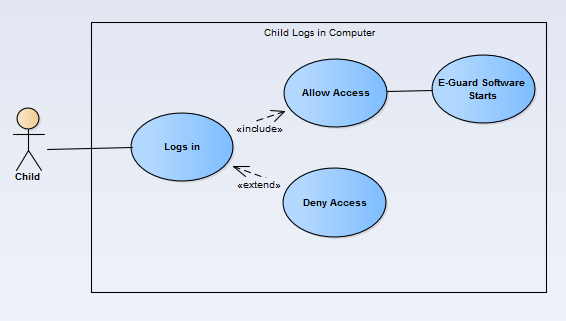 Child Logs in Computer
E-Guard Software
Starts
Allow Access
«include»
Logs in
Child
«extend»
Deny Access